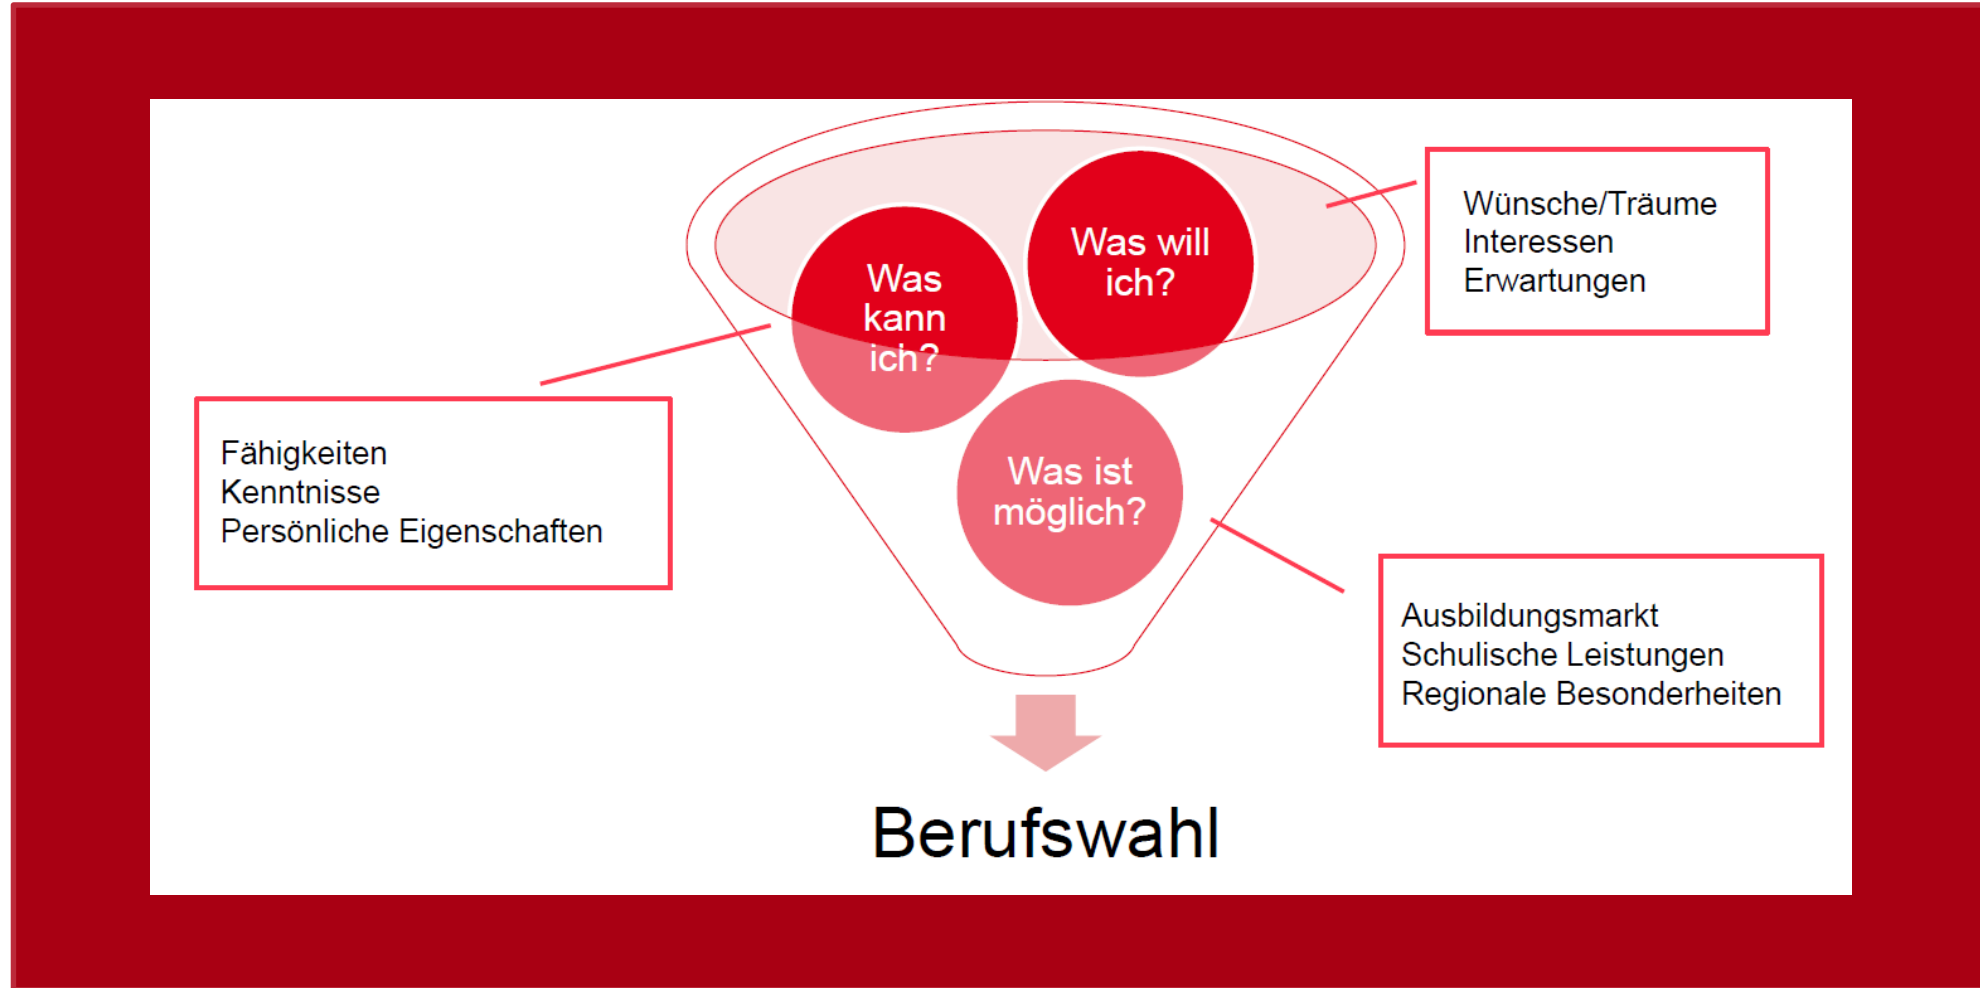 Was
kann
ich?
Was will
ich?
Was ist
möglich?
Wünsche/Träume
Interessen
Erwartungen
Fähigkeiten
Kenntnisse
Persönliche Eigenschaften
Ausbildungsmarkt
Schulische Leistungen
Regionale Besonderheiten
Berufswahl